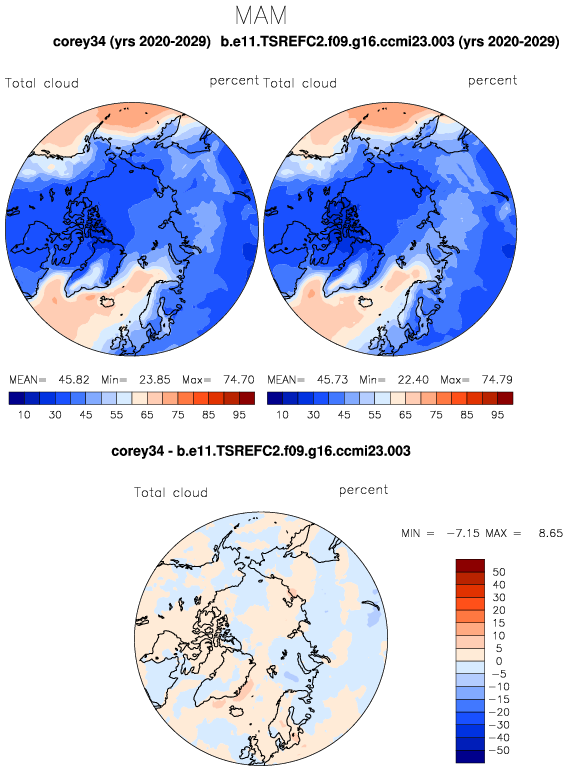 MAM
corey34 (yrs 2020-2029) b.e11.TSREFC2.f09.g16.ccmi23.003 (yrs 2020-2029)
Total cloud percent Total cloud percent
MEAN= 45.82 Min= 23.85 Max= 74.70 MEAN= 45.73 Min= 22.40 Max= 74.79
10 30 45 55 65 75 85 95 10 30 45 55 65 75 85 95
corey34 - b.e11.TSREFC2.f09.g16.ccmi23.003
Total cloud percent
MIN = -7.15 MAX = 8.65
50
40
30
20
15
10
5
0
-5
-10
-15
-20
-30
-40
-50